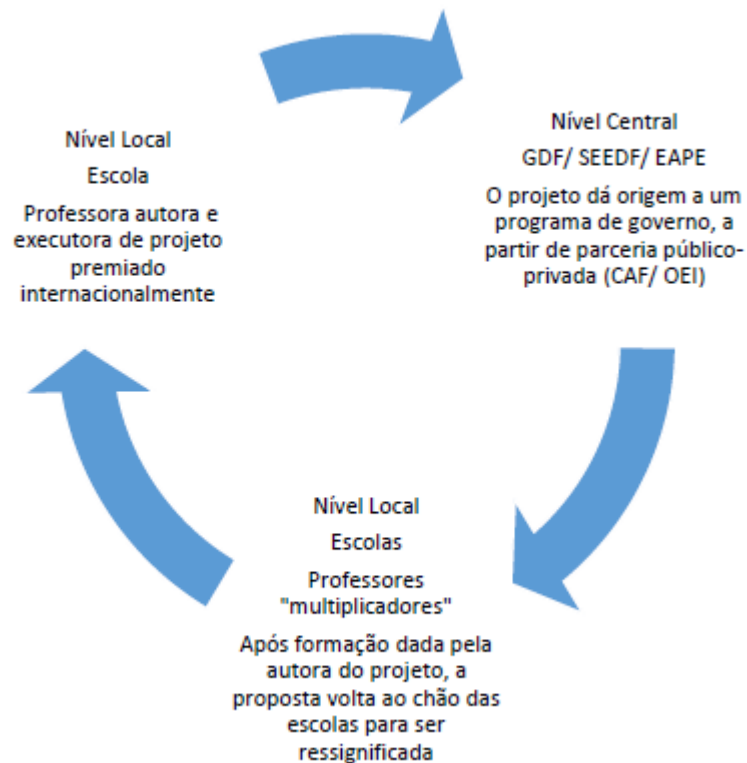 Nível Local
Escola
Professora autora e
executora de projeto
premiado
internacionalmente
Nível Central
GDF/ SEEDF/ EAPE
O projeto dá origem a um
programa de governo, a
partir de parceria público-
privada (CAF/ OEI)
Nível Local
Escolas
Professores
"multiplicadores"
Após formação dada pela
autora do projeto, a
proposta volta ao chão das
escolas para ser
ressignificada